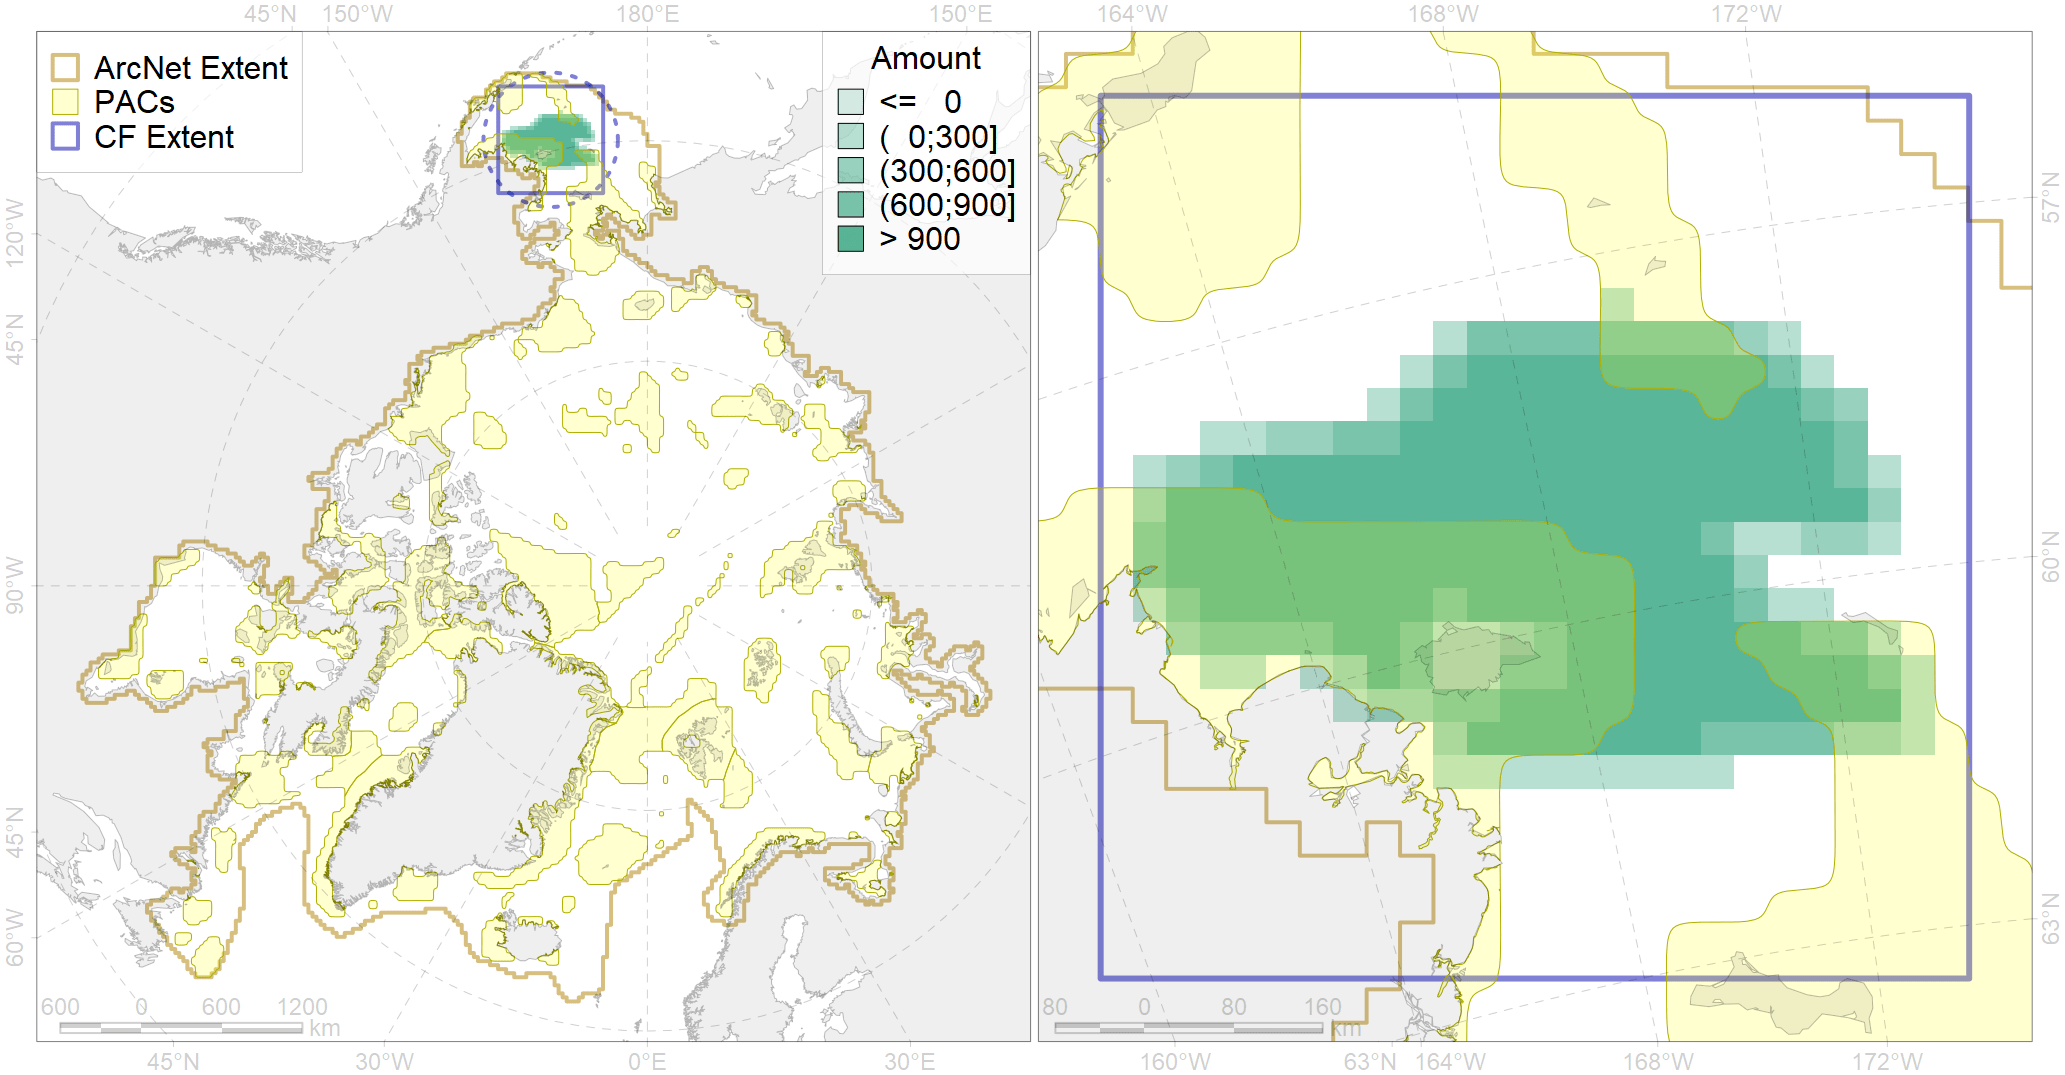 45°N 150°W 180°E 150°E 164°W 168°W 172°W
ArcNet Extent
PACs
CF Extent
Amount
<= 0
( 0;300]
(300;600]
(600;900]
> 900
120°W
45°N
90°W
45°N
60°W
57°N
60°N
63°N
600 0 600 1200
km
80 0 80 160
km
45°N 30°W 0°E 30°E 160°W 63°N 164°W 168°W 172°W